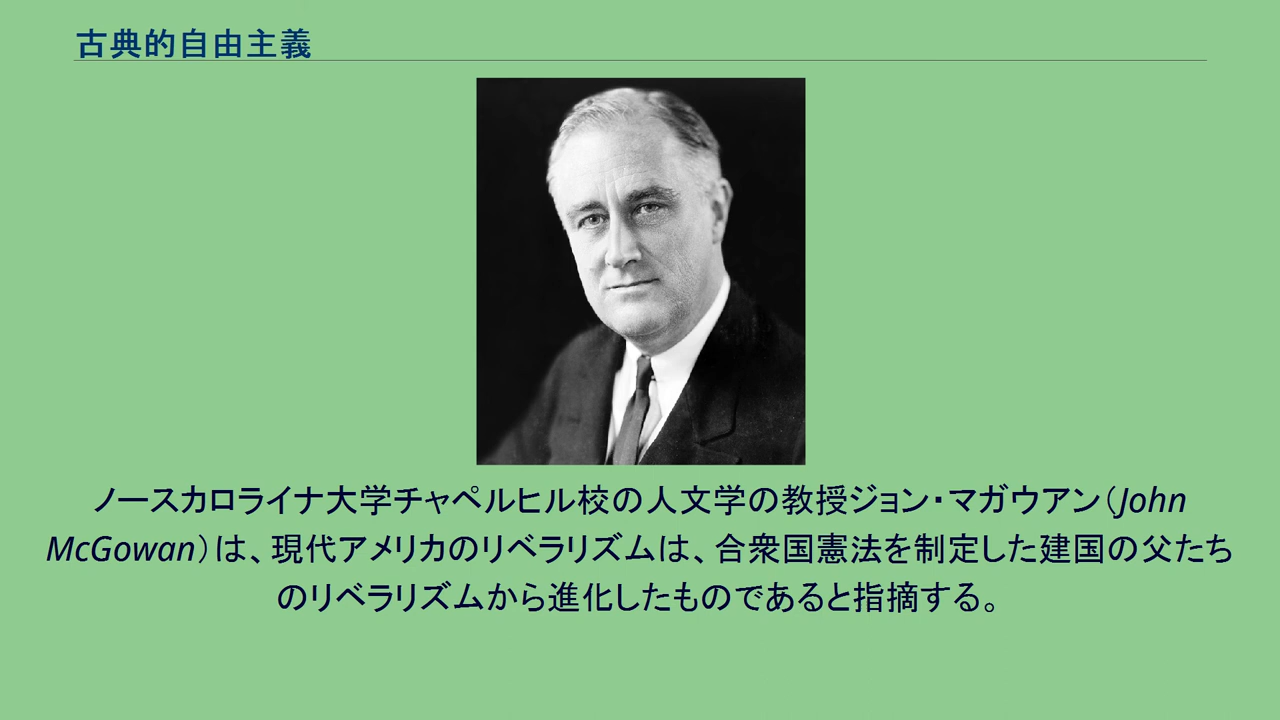 古典的自由主義
ノースカロライナ大学チャペルヒル校の人文学の教授ジョン・マガウアン（John
McGowan）は、現代アメリカのリベラリズムは、合衆国憲法を制定した建国の父たち
のリベラリズムから進化したものであると指摘する。